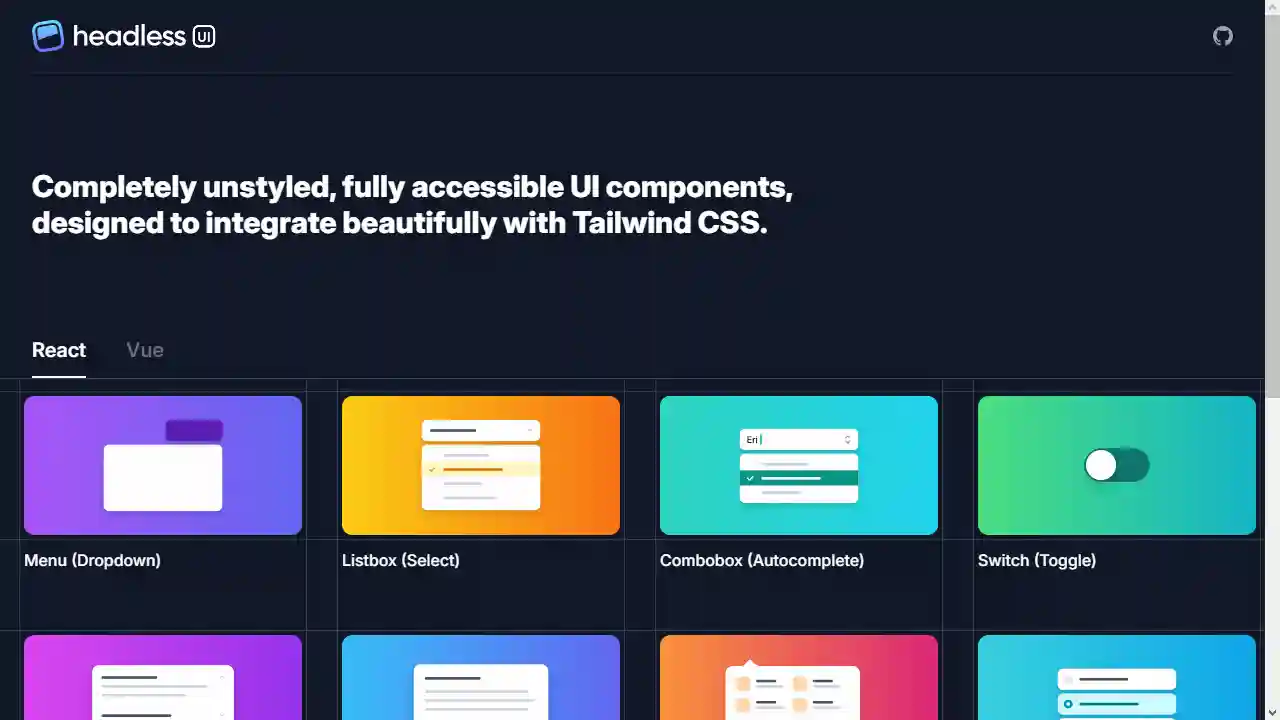 headless UI
Completely unstyled, fully accessible UI components,
designed to integrate beautifully with Tailwind CSS.
React Vue
Eri
Menu (Dropdown)
Listbox (Select)
Combobox (Autocomplete)
Switch (Toggle)